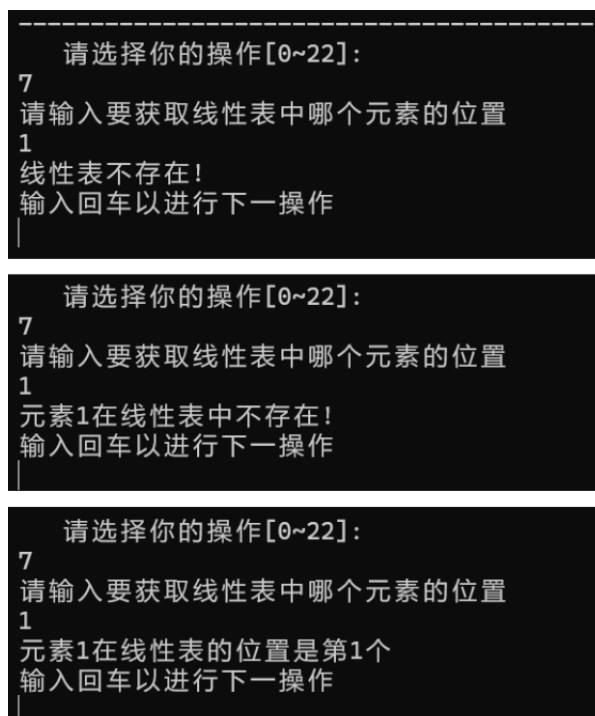 ----------------------------------------
请选择你的操作[0~22]:
7
请输入要获取线性表中哪个元素的位置
1
线性表不存在!
输入回车以进行下一操作
请选择你的操作[0~22]:
7
请输入要获取线性表中哪个元素的位置
1
元素1在线性表中不存在!
输入回车以进行下一操作
请选择你的操作[0~22]:
7
请输入要获取线性表中哪个元素的位置
1
元素1在线性表的位置是第1个
输入回车以进行下一操作